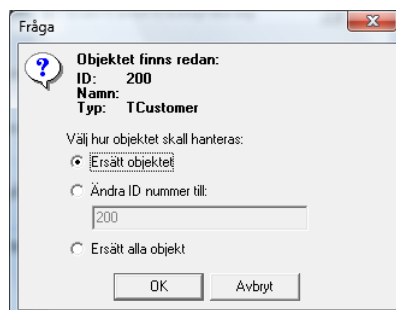 Fråga
Objektet finns redan:
ID: 200
Namn:
Typ: TCustomer
Välj hur objektet skall hanteras:
Ersätt objektet
Ändra ID nummer till:
200
Ersätt alla objekt
OK Avbryt